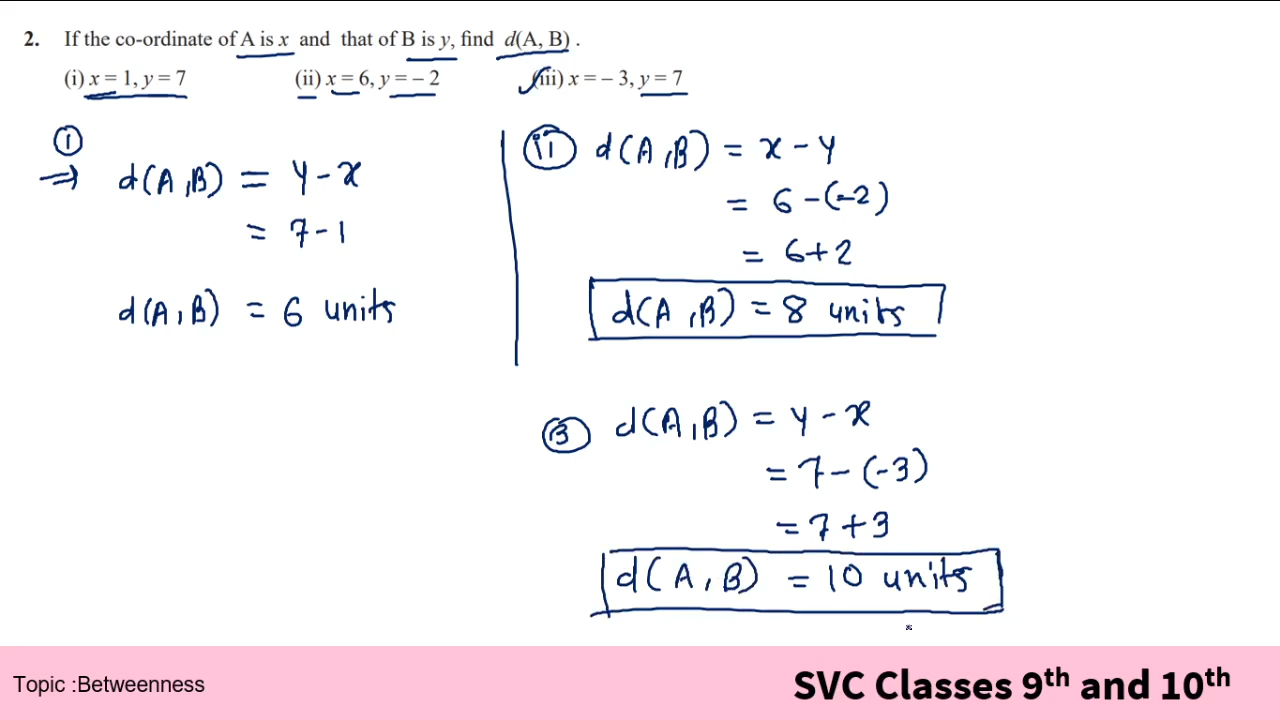 2. If the co-ordinate of A is x and that of B is y, find d(A, B) .
(i) x = 1, y = 7 (ii) x = 6, y = – 2 (iii) x = – 3, y = 7
①
⇒ d(A,B) = y - x
= 7 - 1
d(A,B) = 6 units
ii d(A,B) = x - y
= 6 - (-2)
= 6+2
d(A,B) = 8 units
③ d(A,B) = y - x
= 7 - (-3)
= 7 + 3
d(A,B) = 10 units
Topic :Betweenness
SVC Classes 9th and 10th